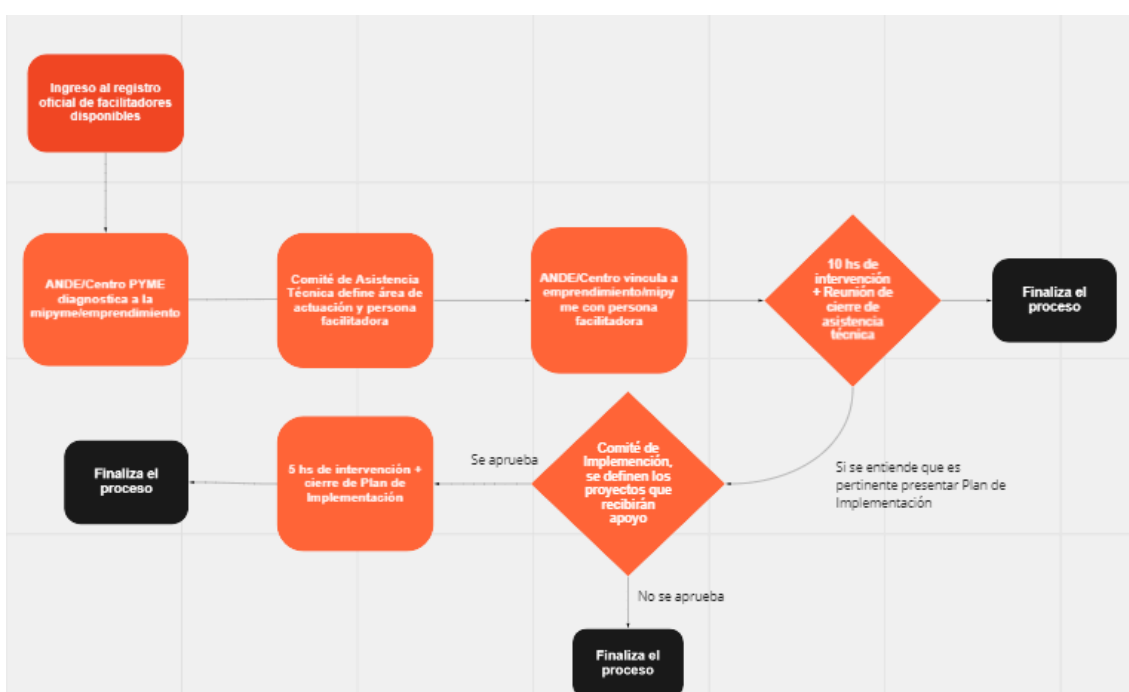 Ingreso al registro
oficial de facilitadores
disponibles
ANDE/Centro PYME
diagnostica a la
mipyme/emprendimiento
Comité de Asistencia
Técnica define área de
actuación y persona
facilitadora
ANDE/Centro vincula a
emprendimiento/mipy
me con persona
facilitadora
10 hs de
intervención
+ Reunión de
cierre de
asistencia
técnica
Finaliza el
proceso
Si se entiende que es
pertinente presentar Plan de
Implementación
Comité de
Implemención,
se definen los
proyectos que
recibirán
apoyo
Se aprueba
5 hs de intervención +
cierre de Plan de
Implementación
Finaliza el
proceso
No se aprueba
Finaliza el
proceso